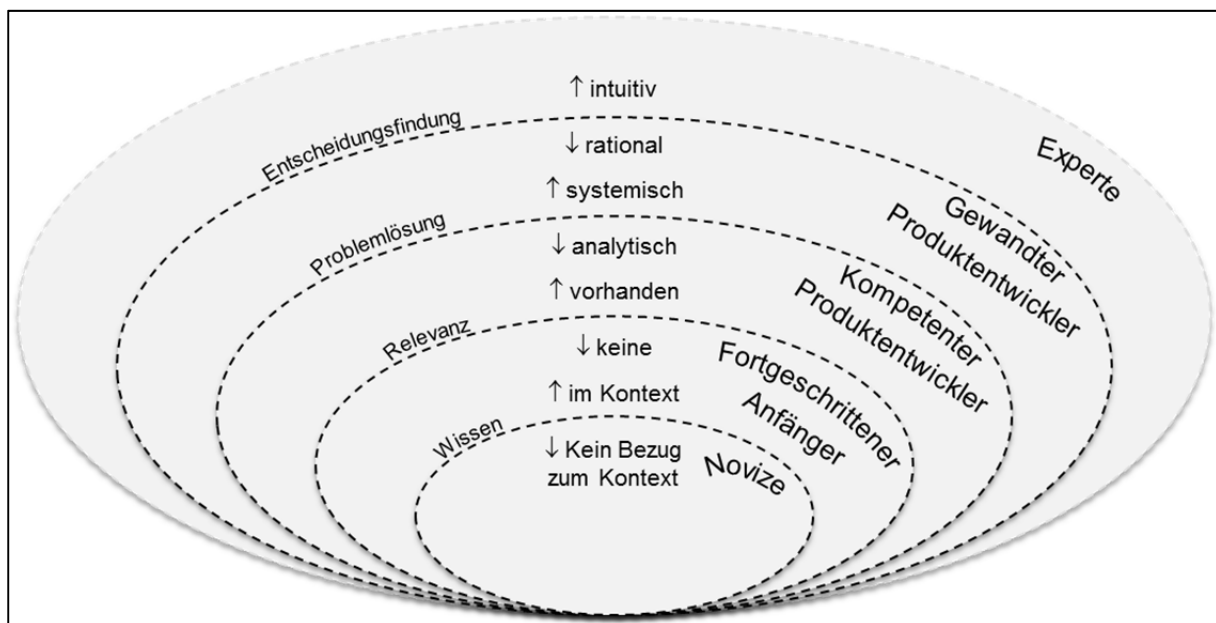 ↑ intuitiv
Entscheidungsfindung
↓ rational
Experte
↑ systemisch
Gewandter
Produktentwickler
Problemlösung
↓ analytisch
↑ vorhanden
Kompetenter
Produktentwickler
Relevanz
↓ keine
↑ im Kontext
Fortgeschrittener
Anfänger
Wissen
↓ Kein Bezug
zum Kontext
Novize